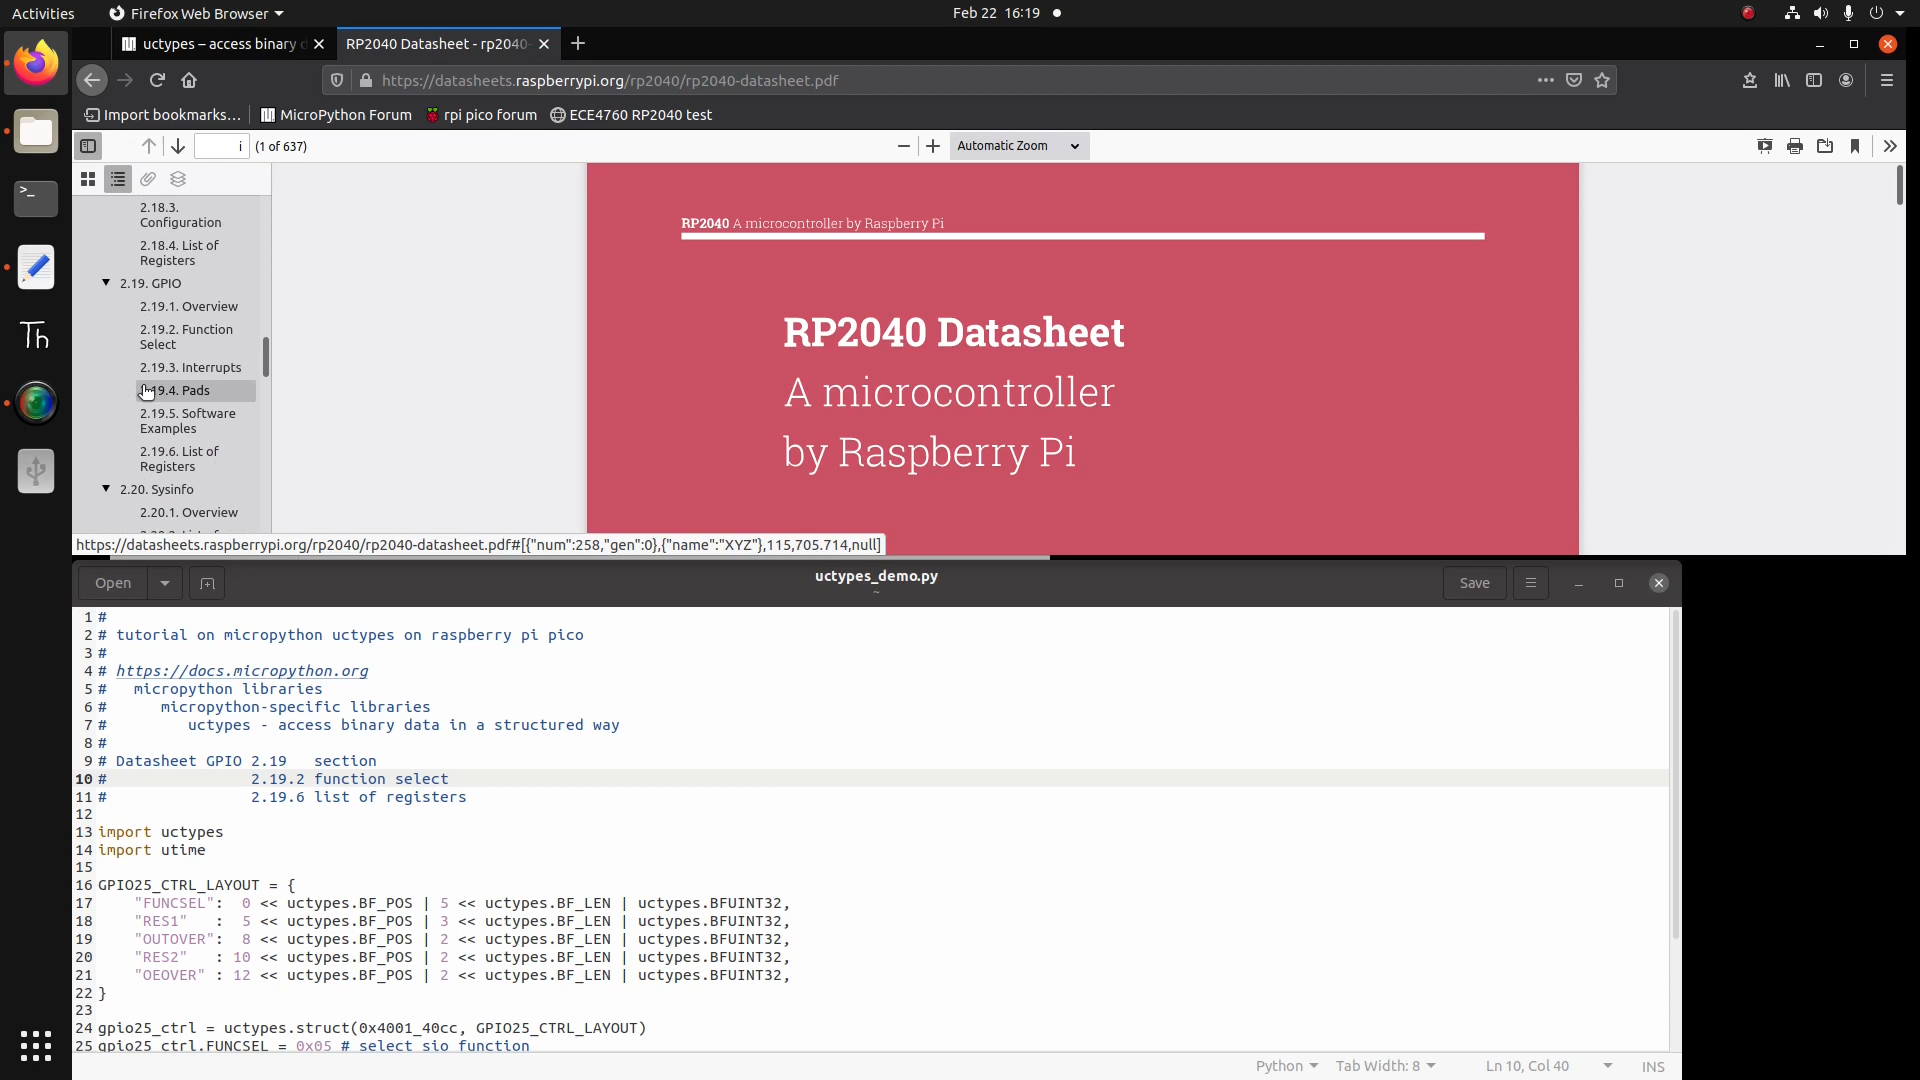 Activities Firefox Web Browser Feb 22 16:19
uctypes – access binary d RP2040 Datasheet - rp2040-
https://datasheets.raspberrypi.org/rp2040/rp2040-datasheet.pdf
Import bookmarks... MicroPython Forum rpi pico forum ECE4760 RP2040 test
i (1 of 637) Automatic Zoom
2.18.3.
Configuration
2.18.4. List of
Registers
2.19. GPIO
2.19.1. Overview
2.19.2. Function
Select
2.19.3. Interrupts
2.19.4. Pads
2.19.5. Software
Examples
2.19.6. List of
Registers
2.20. Sysinfo
2.20.1. Overview
RP2040 A microcontroller by Raspberry Pi
RP2040 Datasheet
A microcontroller
by Raspberry Pi
https://datasheets.raspberrypi.org/rp2040/rp2040-datasheet.pdf#[{"num":258,"gen":0},{"name":"XYZ"},115,705.714,null]
Th
Open uctypes_demo.py Save
~
1 #
2 # tutorial on micropython uctypes on raspberry pi pico
3 #
4 # https://docs.micropython.org
5 #   micropython libraries
6 #      micropython-specific libraries
7 #         uctypes - access binary data in a structured way
8 #
9 # Datasheet GPIO 2.19   section
10 #                2.19.2 function select
11 #                2.19.6 list of registers
12
13 import uctypes
14 import utime
15
16 GPIO25_CTRL_LAYOUT = {
17     "FUNCSEL":  0 << uctypes.BF_POS | 5 << uctypes.BF_LEN | uctypes.BFUINT32,
18     "RES1"   :  5 << uctypes.BF_POS | 3 << uctypes.BF_LEN | uctypes.BFUINT32,
19     "OUTOVER":  8 << uctypes.BF_POS | 2 << uctypes.BF_LEN | uctypes.BFUINT32,
20     "RES2"   : 10 << uctypes.BF_POS | 2 << uctypes.BF_LEN | uctypes.BFUINT32,
21     "OEOVER" : 12 << uctypes.BF_POS | 2 << uctypes.BF_LEN | uctypes.BFUINT32,
22 }
23
24 gpio25_ctrl = uctypes.struct(0x4001_40cc, GPIO25_CTRL_LAYOUT)
25 gpio25_ctrl.FUNCSEL = 0x05 # select sio function
Python Tab Width: 8 Ln 10, Col 40 INS